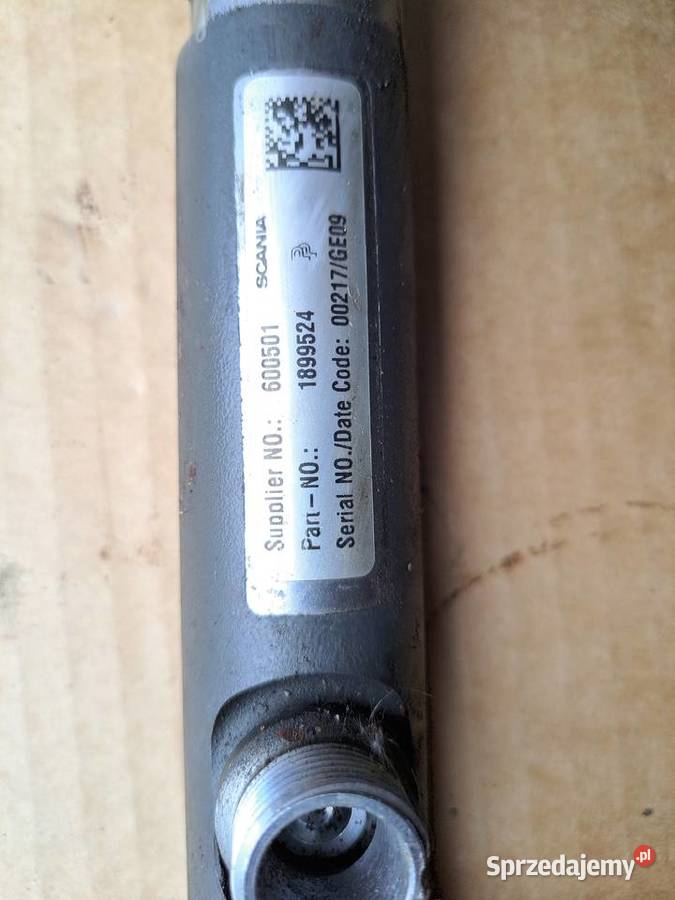 SCANIA
Supplier NO.: 600501
Part-NO.: 1899524
Serial NO./Date Code: 00217/GE09
Sprzedajemy.pl